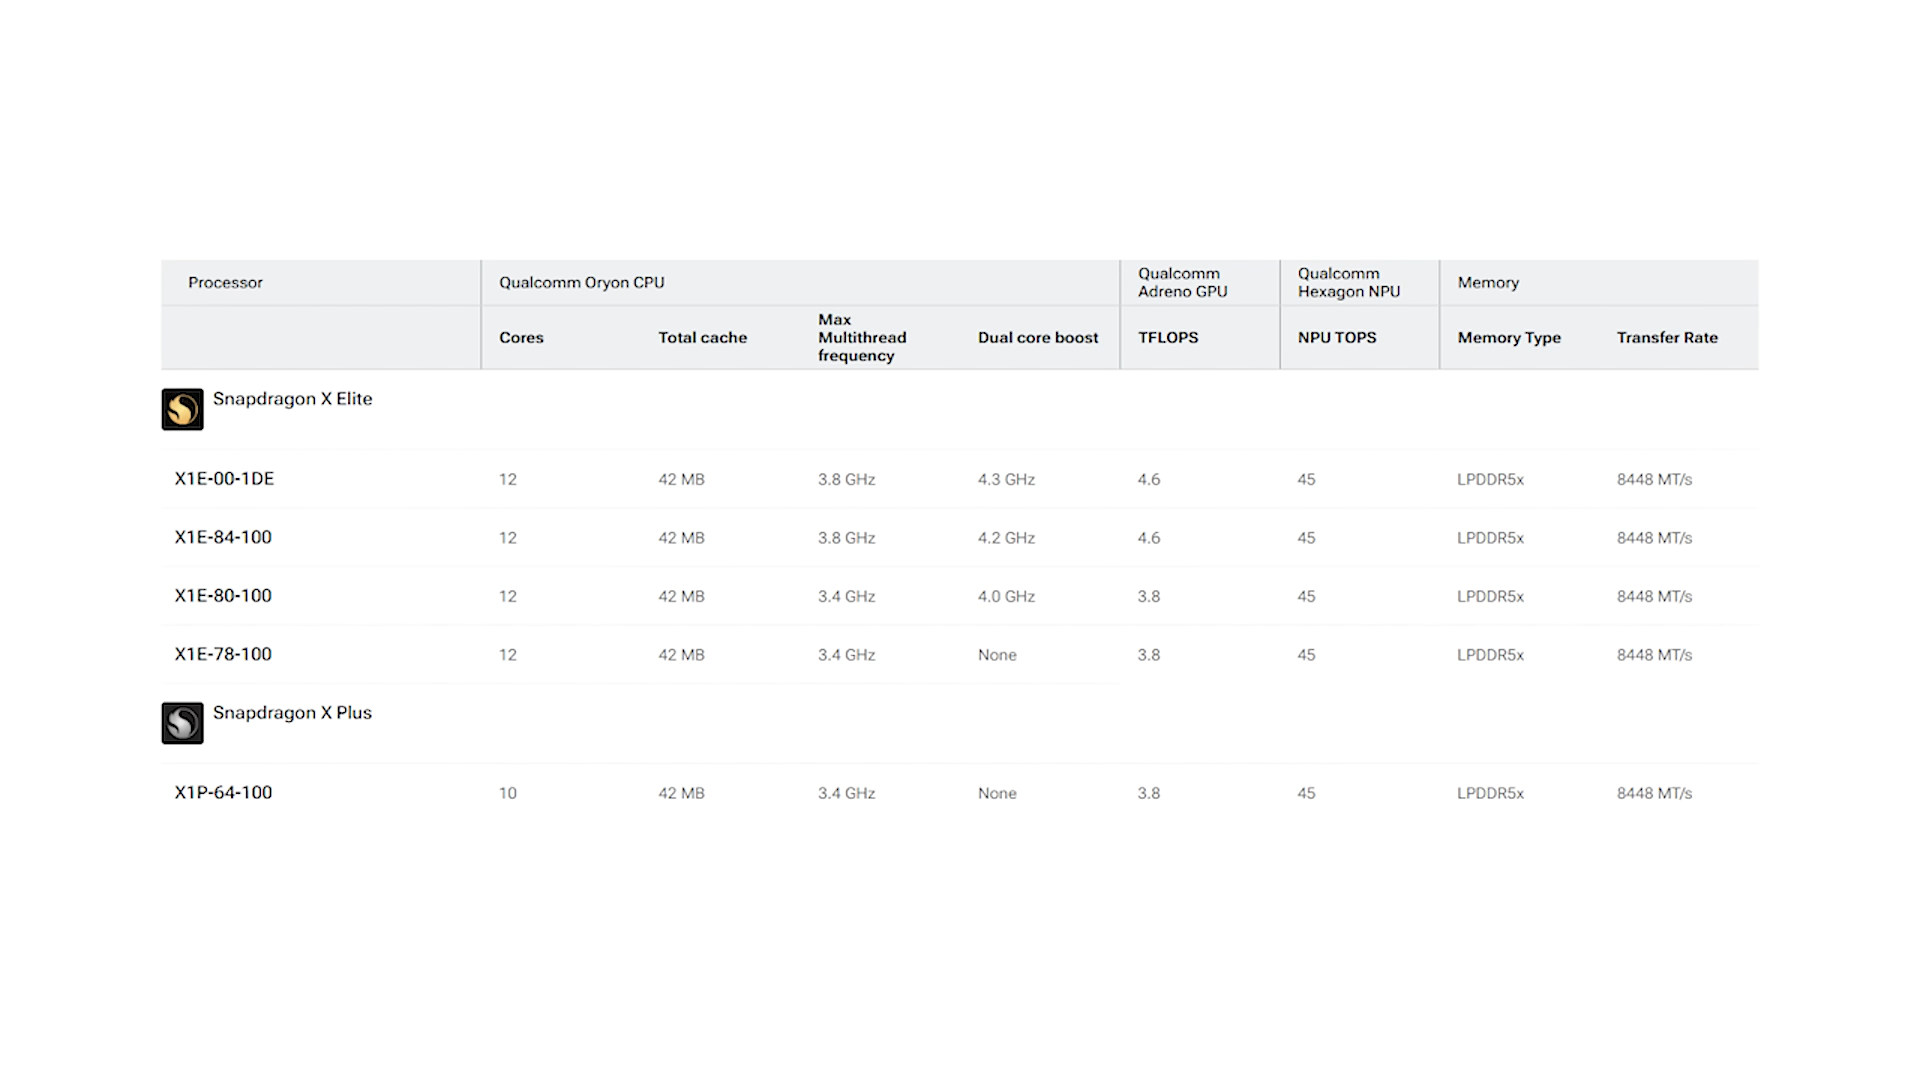 Processor Qualcomm Oryon CPU Qualcomm Adreno GPU Qualcomm Hexagon NPU Memory
Cores Total cache Max Multithread frequency Dual core boost TFLOPS NPU TOPS Memory Type Transfer Rate
Snapdragon X Elite
X1E-00-1DE 12 42 MB 3.8 GHz 4.3 GHz 4.6 45 LPDDR5x 8448 MT/s
X1E-84-100 12 42 MB 3.8 GHz 4.2 GHz 4.6 45 LPDDR5x 8448 MT/s
X1E-80-100 12 42 MB 3.4 GHz 4.0 GHz 3.8 45 LPDDR5x 8448 MT/s
X1E-78-100 12 42 MB 3.4 GHz None 3.8 45 LPDDR5x 8448 MT/s
Snapdragon X Plus
X1P-64-100 10 42 MB 3.4 GHz None 3.8 45 LPDDR5x 8448 MT/s